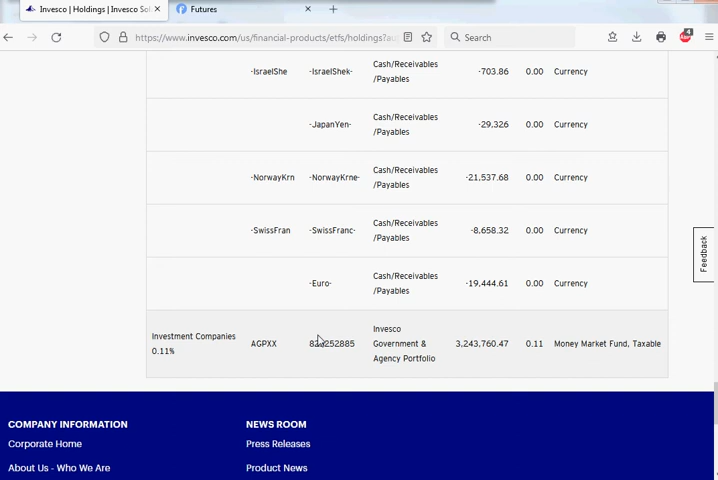 Invesco | Holdings | Invesco Sol
Futures
https://www.invesco.com/us/financial-products/etfs/holdings?au
Search
4
-IsraelShe -IsraelShek- Cash/Receivables -703.86 0.00 Currency
/Payables
-JapanYen- Cash/Receivables -29,326 0.00 Currency
/Payables
-NorwayKrn -NorwayKrne- Cash/Receivables -21,537.68 0.00 Currency
/Payables
-SwissFran -SwissFranc- Cash/Receivables -8,658.32 0.00 Currency
/Payables
-Euro- Cash/Receivables -19,444.61 0.00 Currency
/Payables
Investment Companies AGPXX Invesco 3,243,760.47 0.11 Money Market Fund, Taxable
0.11% Government &
Agency Portfolio
Feedback
COMPANY INFORMATION
Corporate Home
About Us - Who We Are
NEWS ROOM
Press Releases
Product News